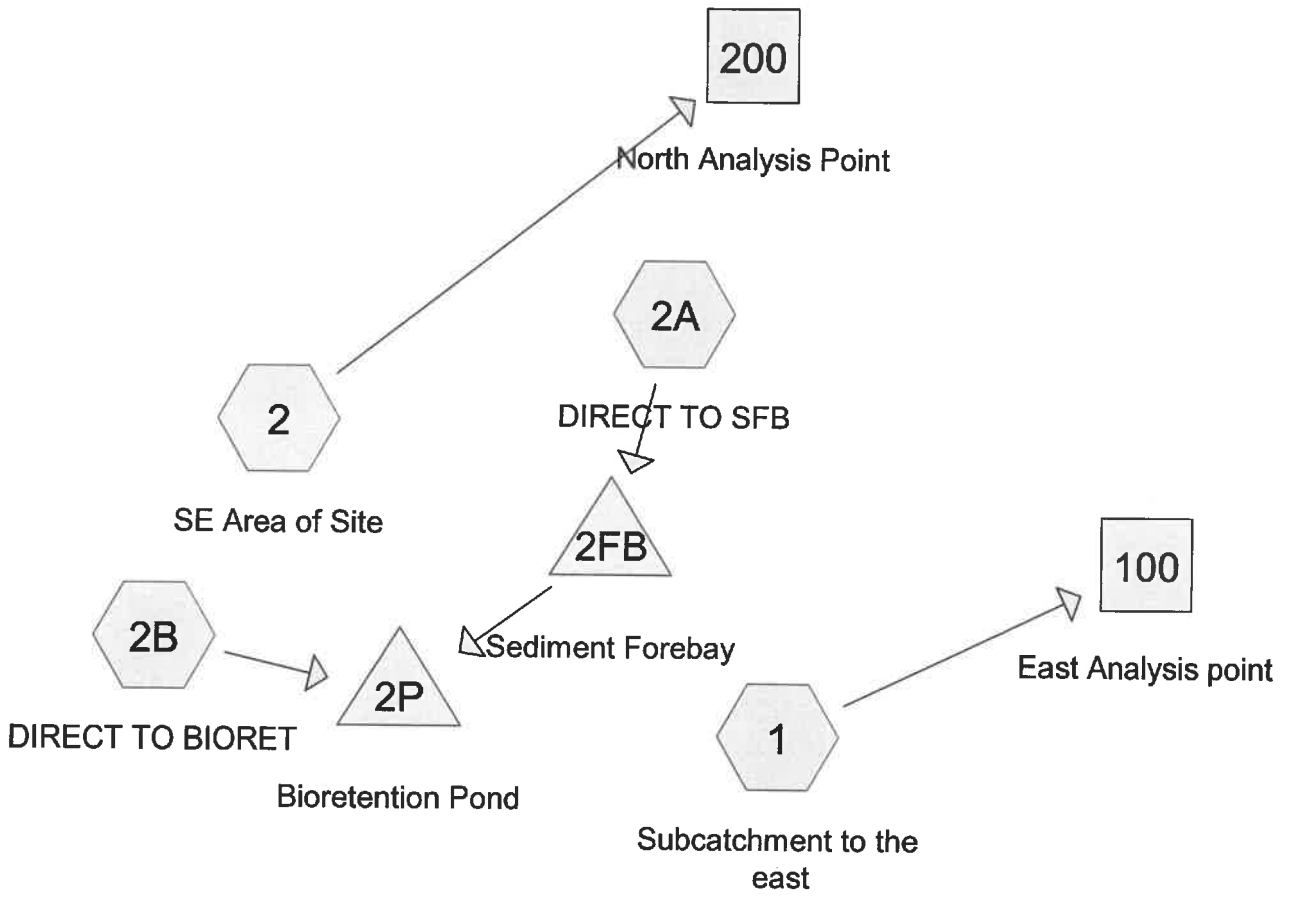 200
North Analysis Point
2A
DIRECT TO SFB
2
SE Area of Site
2FB
Sediment Forebay
100
East Analysis point
2B
DIRECT TO BIORET
2P
Bioretention Pond
1
Subcatchment to the
east